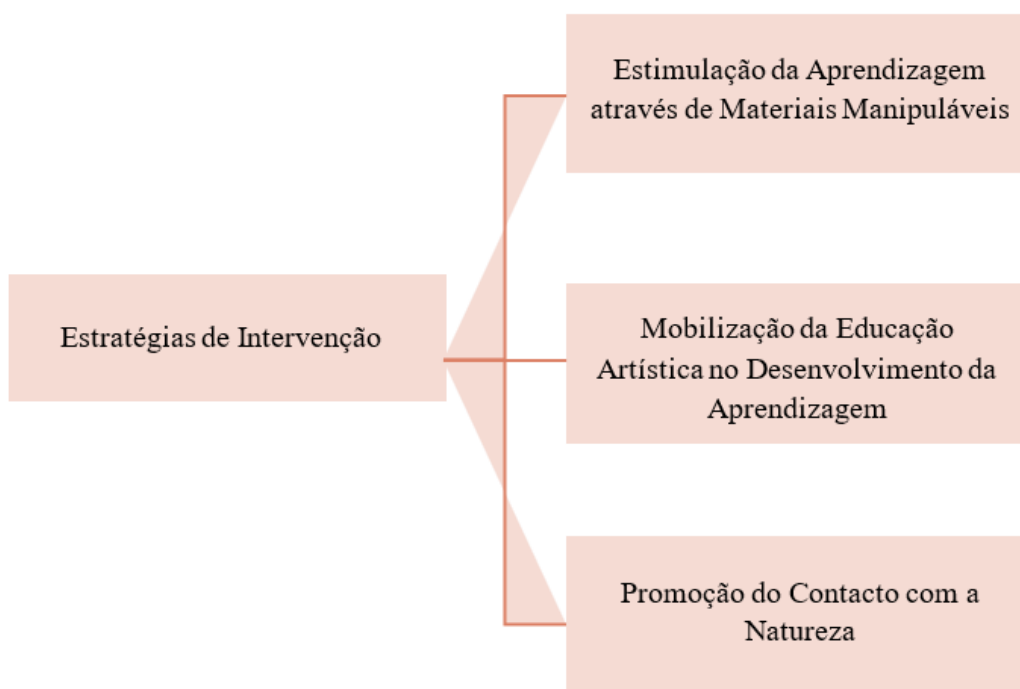 Estimulação da Aprendizagem
através de Materiais Manipuláveis
Estratégias de Intervenção
Mobilização da Educação
Artística no Desenvolvimento da
Aprendizagem
Promoção do Contacto com a
Natureza